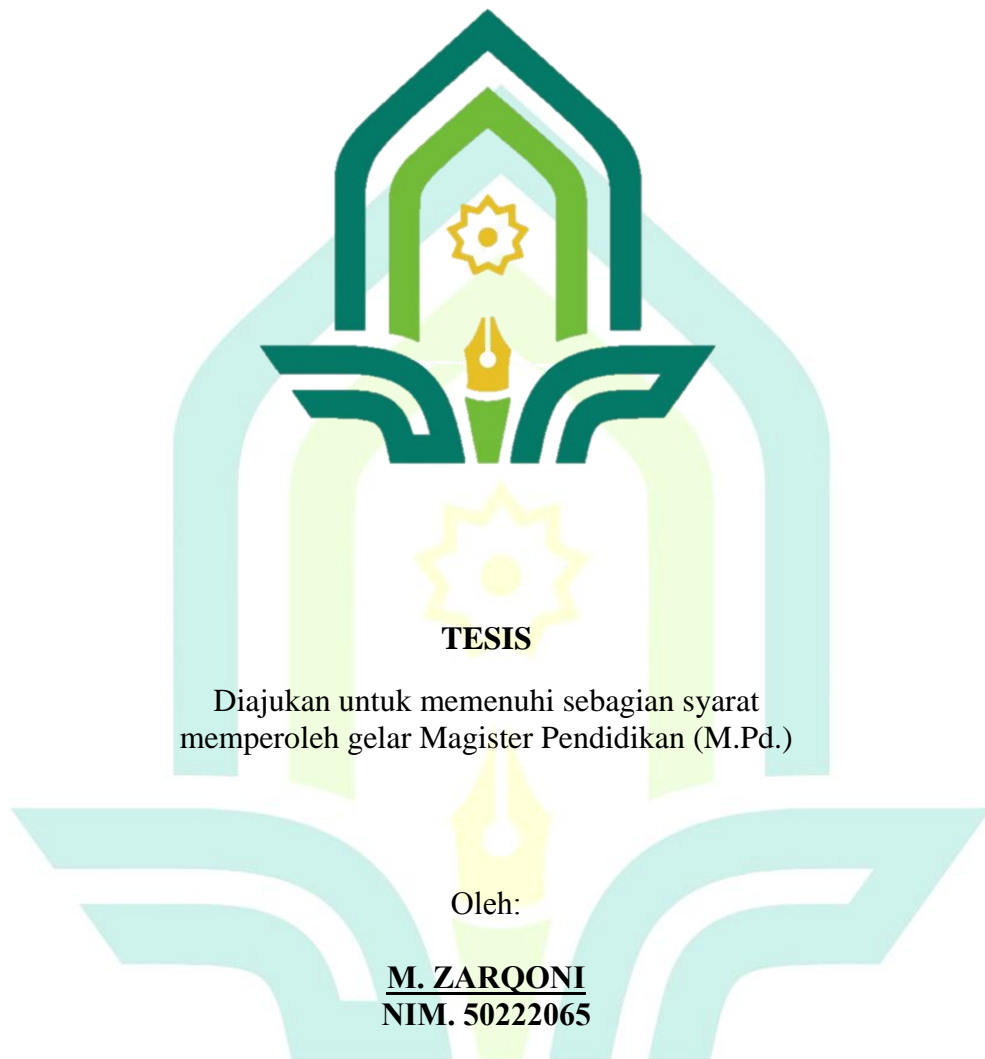 TESIS
Diajukan untuk memenuhi sebagian syarat
memperoleh gelar Magister Pendidikan (M.Pd.)
Oleh:
M. ZARQONI
NIM. 50222065